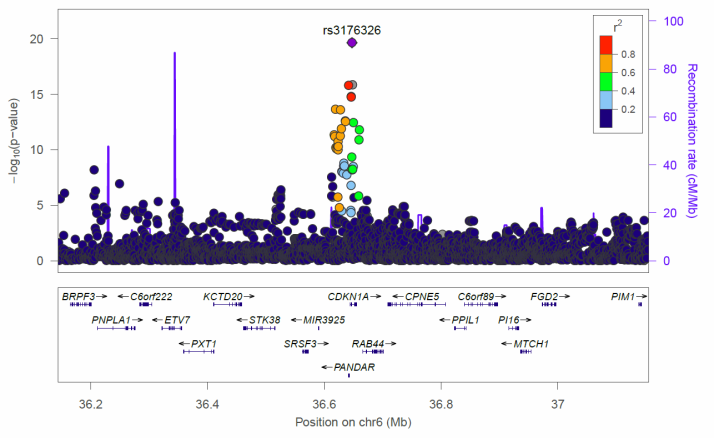 rs3176326
20
15
10
5
0
−log10(p−value)
100
80
60
40
20
0
Recombination rate (cM/Mb)
r2
0.8
0.6
0.4
0.2
BRPF3→ ←C6orf222 KCTD20→ CDKN1A→ ←CPNE5 C6orf89→ FGD2→ PIM1→
PNPLA1→ ←ETV7 ←STK38 ←MIR3925 ←PPIL1 PI16→
←PXT1 SRSF3→ RAB44→ ←MTCH1
←PANDAR
36.2 36.4 36.6 36.8 37
Position on chr6 (Mb)